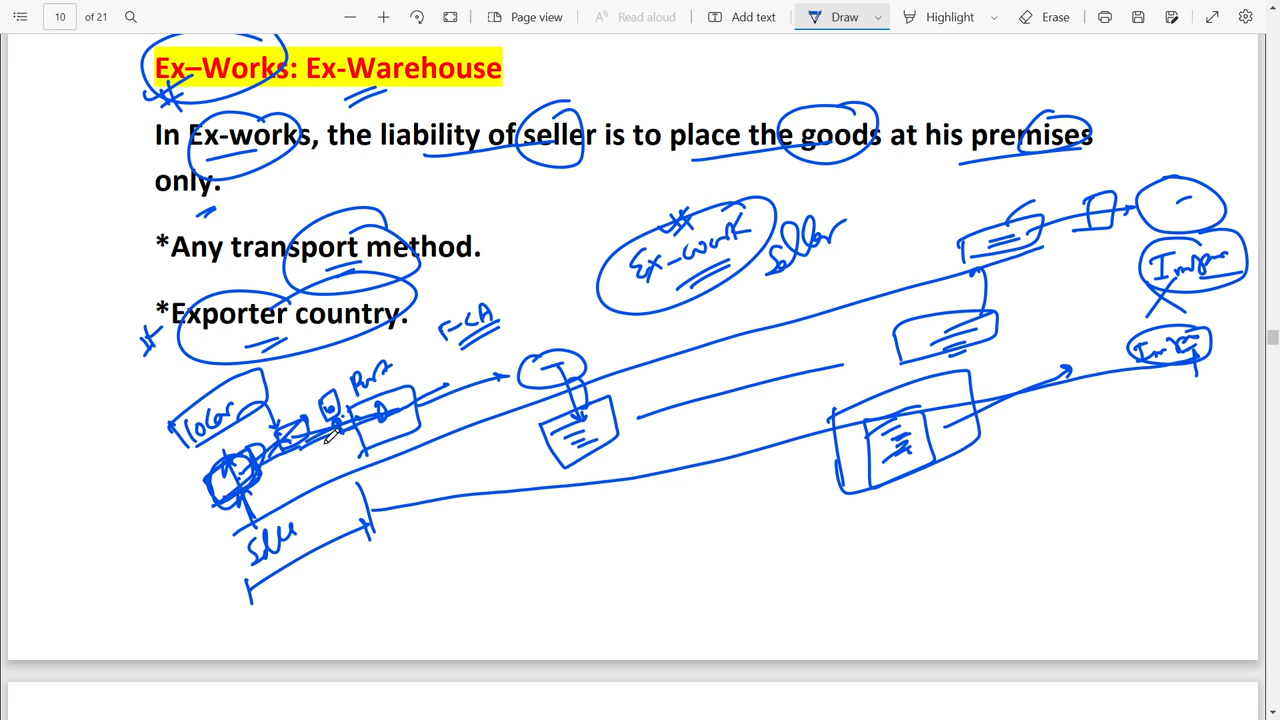 10 of 21 Page view Read aloud Add text Draw Highlight Erase
Ex–Works: Ex-Warehouse
In Ex-works, the liability of seller is to place the goods at his premises
only.
*Any transport method.
*Exporter country.
Ex-work
Seller
FCA
Port